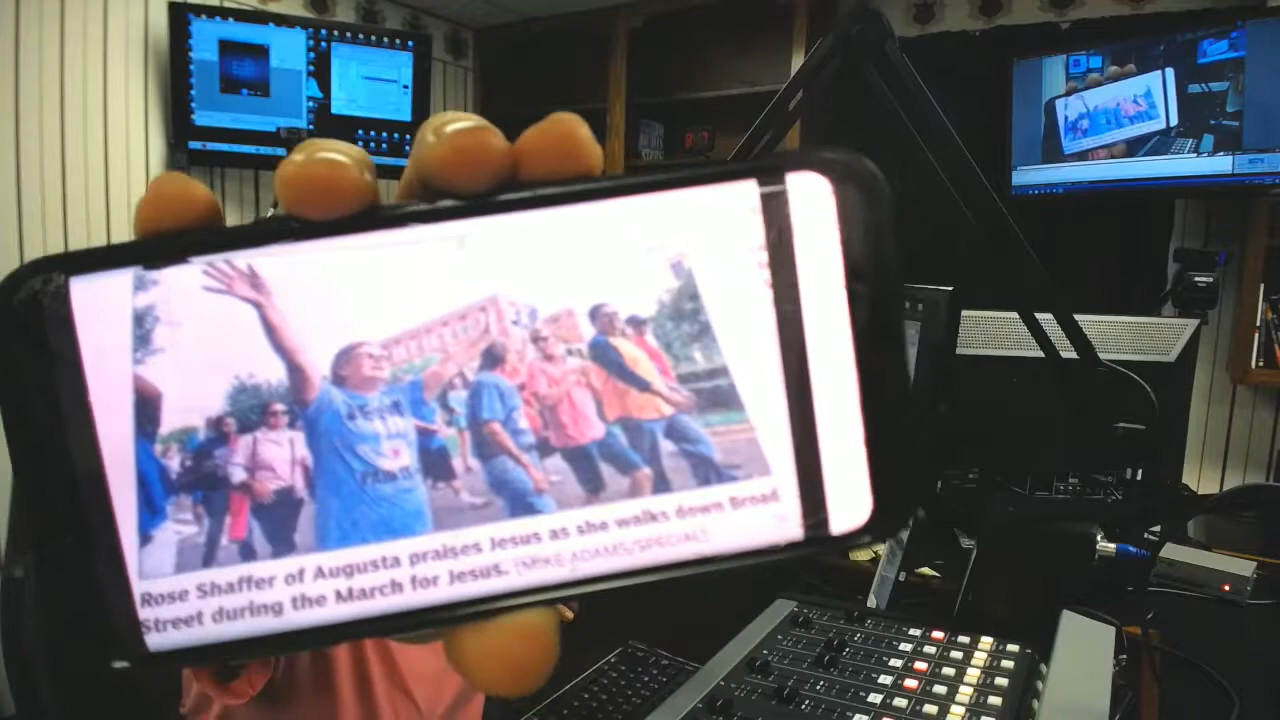 Rose Shaffer of Augusta praises Jesus as she walks down Broad
Street during the March for Jesus. (MIKE ADAMS/SPECIAL)